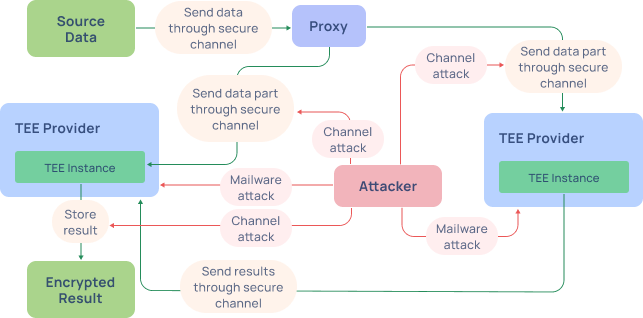 Source
Data
Send data
through secure
channel
Proxy
Channel
attack
Send data part
through secure
channel
Send data part
through secure
channel
TEE Provider
TEE Instance
Channel
attack
TEE Provider
TEE Instance
Mailware
attack
Attacker
Store
result
Channel
attack
Mailware
attack
Encrypted
Result
Send results
through secure
channel